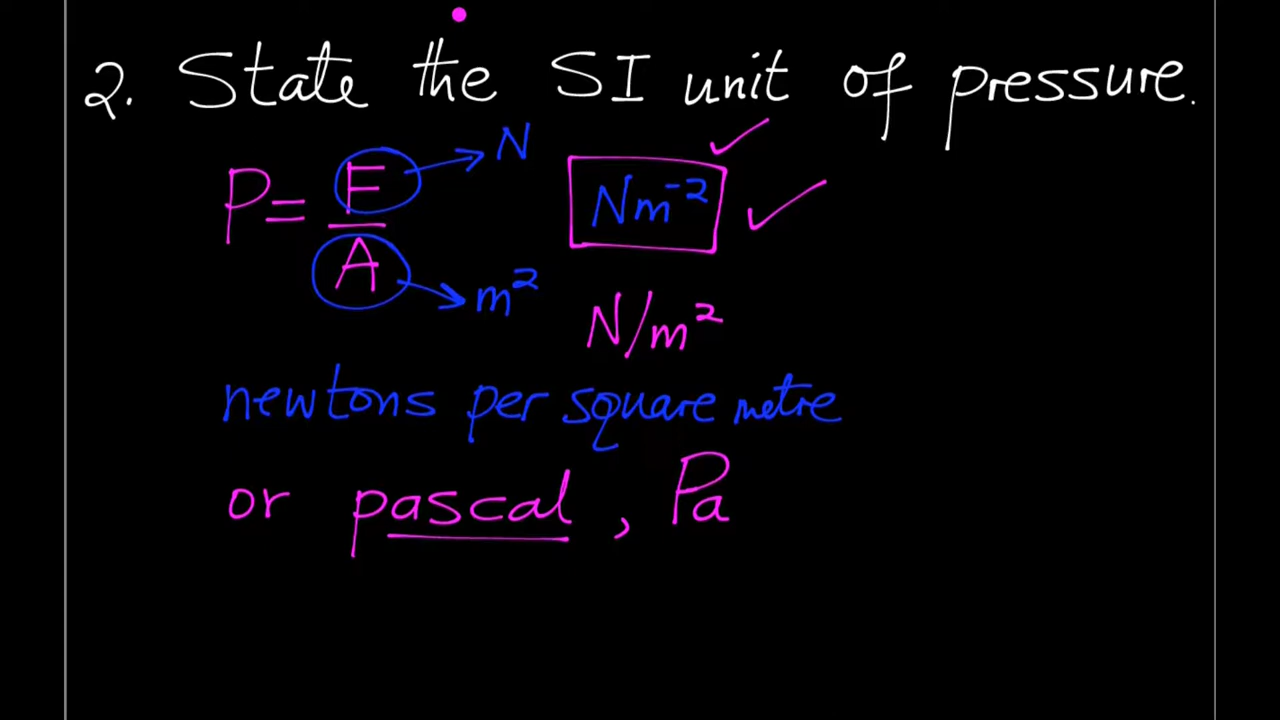 2. State the SI unit of pressure.
P = F/A
N
m²
Nm⁻²
N/m²
newtons per square metre
or pascal, Pa